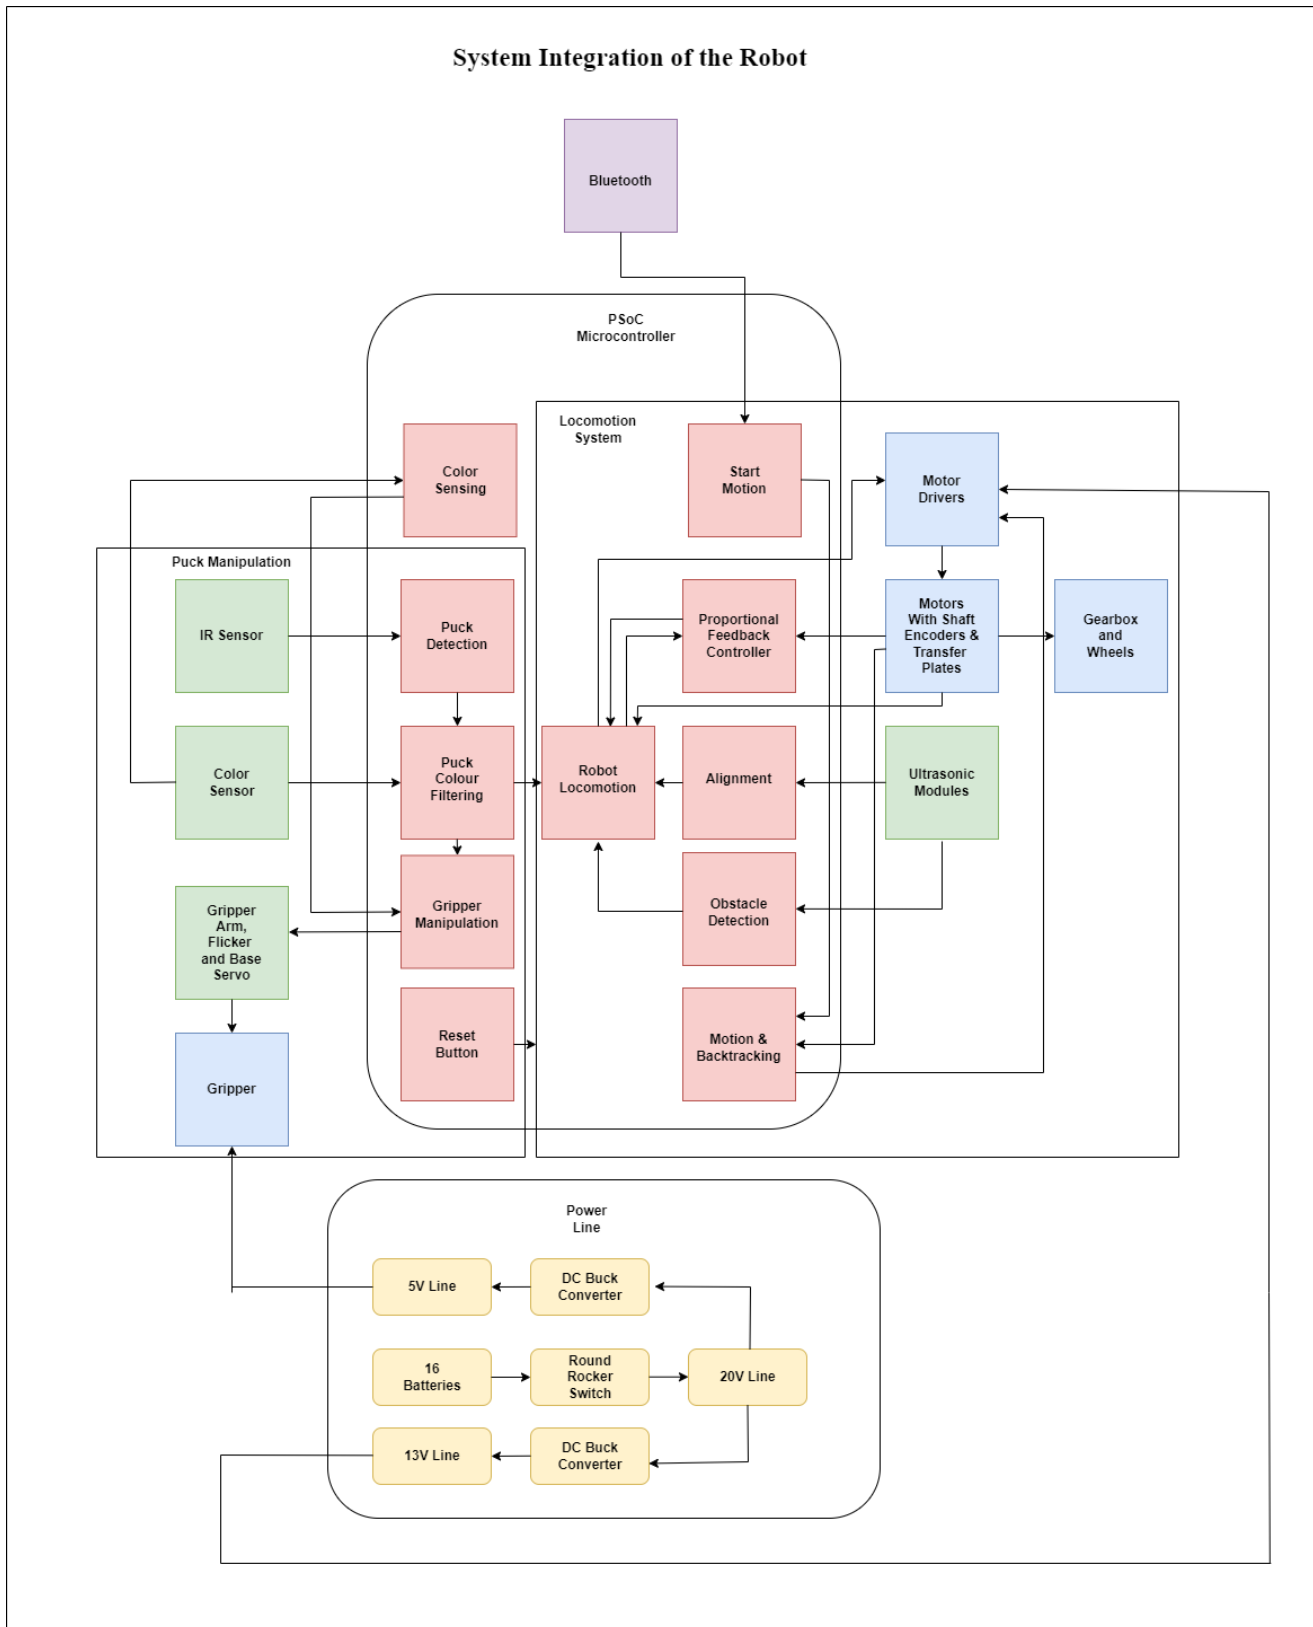 System Integration of the Robot
Bluetooth
PSoC
Microcontroller
Locomotion
System
Color
Sensing
Start
Motion
Motor
Drivers
Puck Manipulation
IR Sensor
Puck
Detection
Proportional
Feedback
Controller
Motors
With Shaft
Encoders &
Transfer
Plates
Gearbox
and
Wheels
Color
Sensor
Puck
Colour
Filtering
Robot
Locomotion
Alignment
Ultrasonic
Modules
Gripper
Arm,
Flicker
and Base
Servo
Gripper
Manipulation
Obstacle
Detection
Reset
Button
Motion &
Backtracking
Gripper
Power
Line
5V Line
DC Buck
Converter
16
Batteries
Round
Rocker
Switch
20V Line
13V Line
DC Buck
Converter